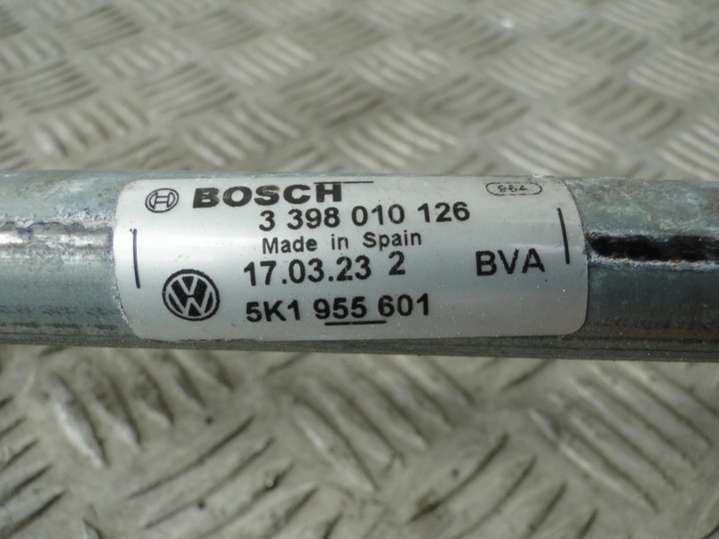 BOSCH
3 398 010 126
Made in Spain
17.03.23 2 BVA
5K1 955 601